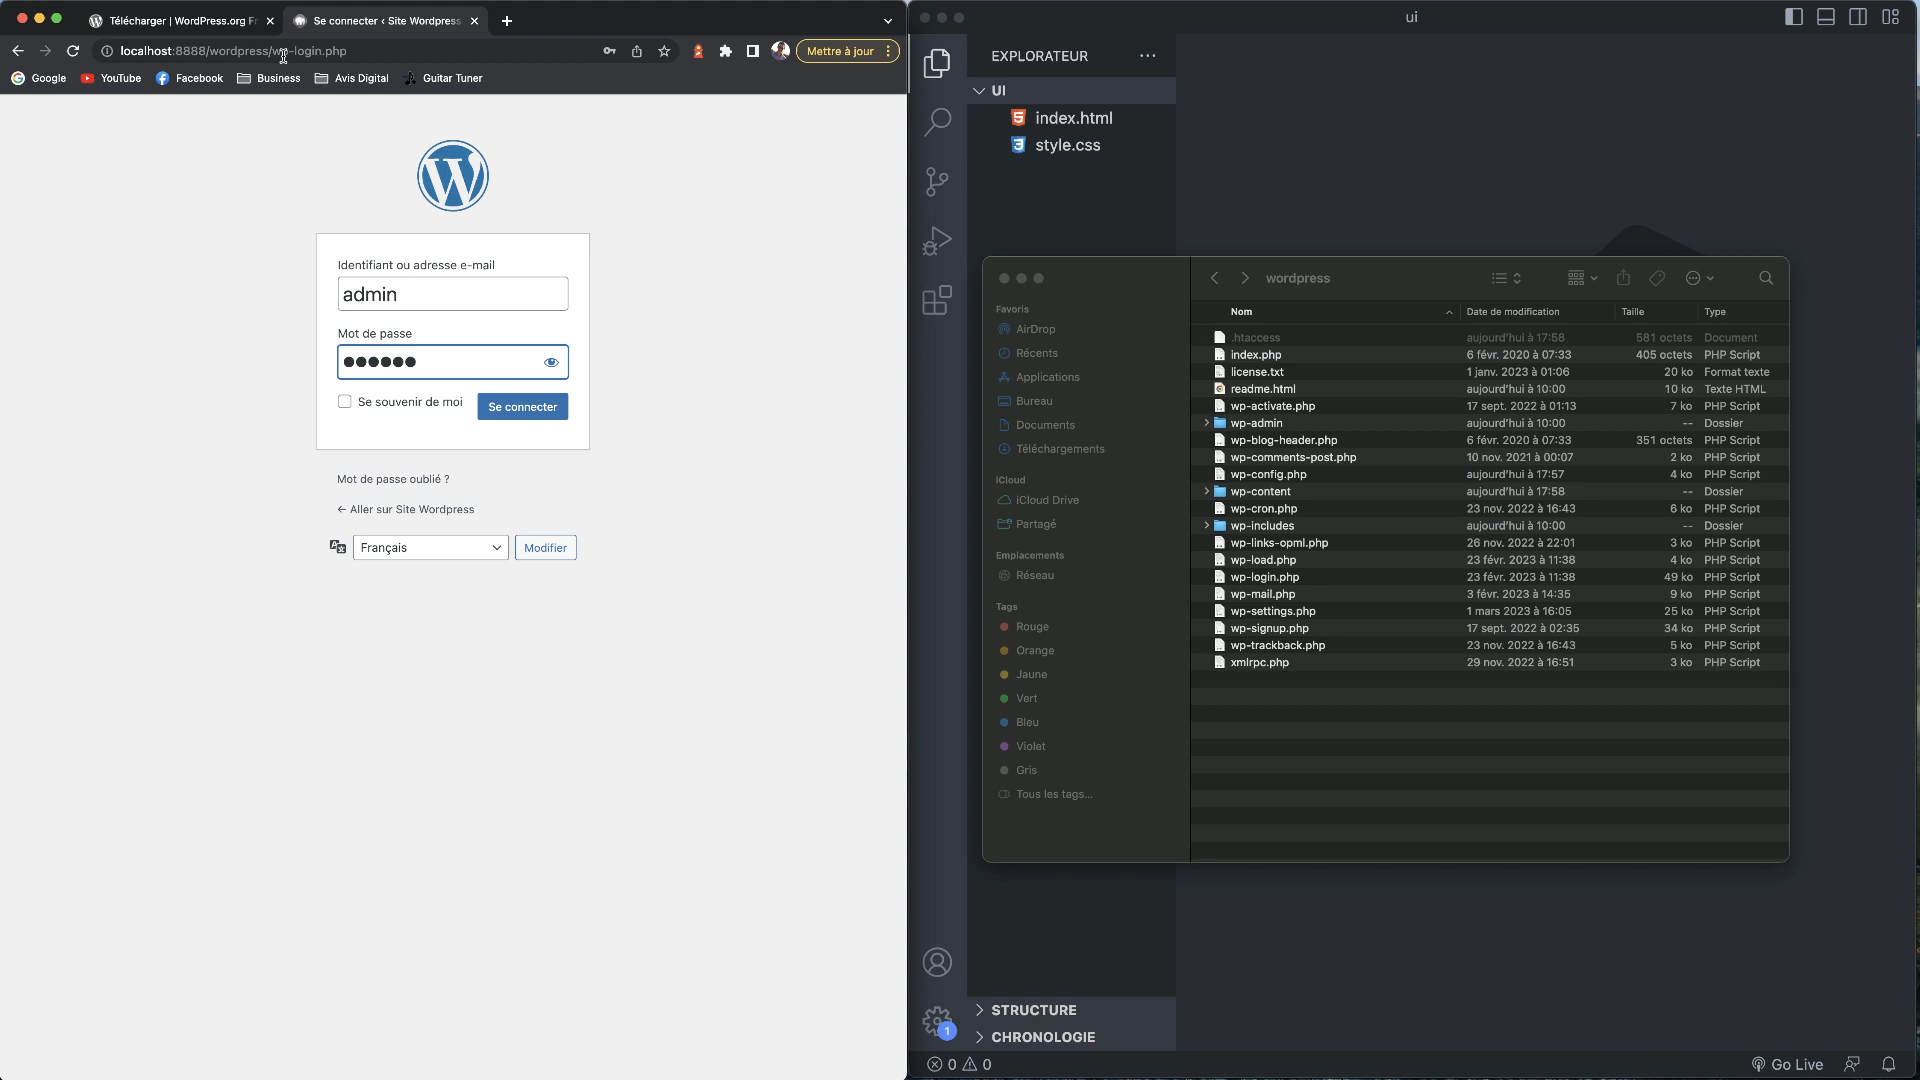 Télécharger | WordPress.org Fr
Se connecter ‹ Site Wordpress
localhost:8888/wordpress/wp-login.php
Mettre à jour
Google
YouTube
Facebook
Business
Avis Digital
Guitar Tuner
Identifiant ou adresse e-mail
admin
Mot de passe
Se souvenir de moi
Se connecter
Mot de passe oublié ?
← Aller sur Site Wordpress
Français
Modifier
ui
EXPLORATEUR
UI
index.html
style.css
wordpress
Favoris
AirDrop
Récents
Applications
Bureau
Documents
Téléchargements
iCloud
iCloud Drive
Partagé
Emplacements
Réseau
Tags
Rouge
Orange
Jaune
Vert
Bleu
Violet
Gris
Tous les tags...
Nom Date de modification Taille Type
.htaccess aujourd'hui à 17:58 581 octets Document
index.php 6 févr. 2020 à 07:33 405 octets PHP Script
license.txt 1 janv. 2023 à 01:06 20 ko Format texte
readme.html aujourd'hui à 10:00 10 ko Texte HTML
wp-activate.php 17 sept. 2022 à 01:13 7 ko PHP Script
wp-admin aujourd'hui à 10:00 -- Dossier
wp-blog-header.php 6 févr. 2020 à 07:33 351 octets PHP Script
wp-comments-post.php 10 nov. 2021 à 00:07 2 ko PHP Script
wp-config.php aujourd'hui à 17:57 4 ko PHP Script
wp-content aujourd'hui à 17:58 -- Dossier
wp-cron.php 23 nov. 2022 à 16:43 6 ko PHP Script
wp-includes aujourd'hui à 10:00 -- Dossier
wp-links-opml.php 26 nov. 2022 à 22:01 3 ko PHP Script
wp-load.php 23 févr. 2023 à 11:38 4 ko PHP Script
wp-login.php 23 févr. 2023 à 11:38 49 ko PHP Script
wp-mail.php 3 févr. 2023 à 14:35 9 ko PHP Script
wp-settings.php 1 mars 2023 à 16:05 25 ko PHP Script
wp-signup.php 17 sept. 2022 à 02:35 34 ko PHP Script
wp-trackback.php 23 nov. 2022 à 16:43 5 ko PHP Script
xmlrpc.php 29 nov. 2022 à 16:51 3 ko PHP Script
STRUCTURE
1
CHRONOLOGIE
0 0
Go Live